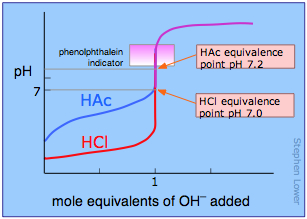 phenolphthalein
indicator
HAc equivalence
point pH 7.2
pH
7
HAc
HCl equivalence
point pH 7.0
HCl
1
mole equivalents of OH⁻ added
Stephen Lower